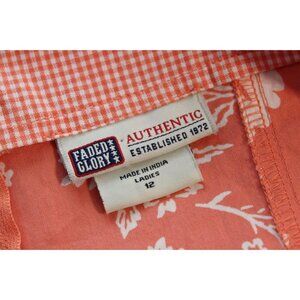 FADED
GLORY
AUTHENTIC
ESTABLISHED 1972
MADE IN INDIA
LADIES
12